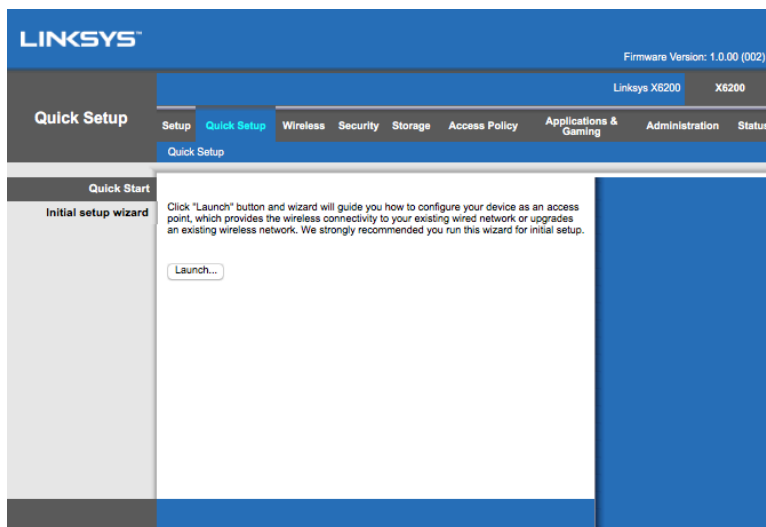 LINKSYS
Firmware Version: 1.0.00 (002)
Linksys X6200 X6200
Quick Setup
Setup Quick Setup Wireless Security Storage Access Policy Applications & Gaming Administration Status
Quick Setup
Quick Start
Initial setup wizard
Click "Launch" button and wizard will guide you how to configure your device as an access
point, which provides the wireless connectivity to your existing wired network or upgrades
an existing wireless network. We strongly recommended you run this wizard for initial setup.
Launch...